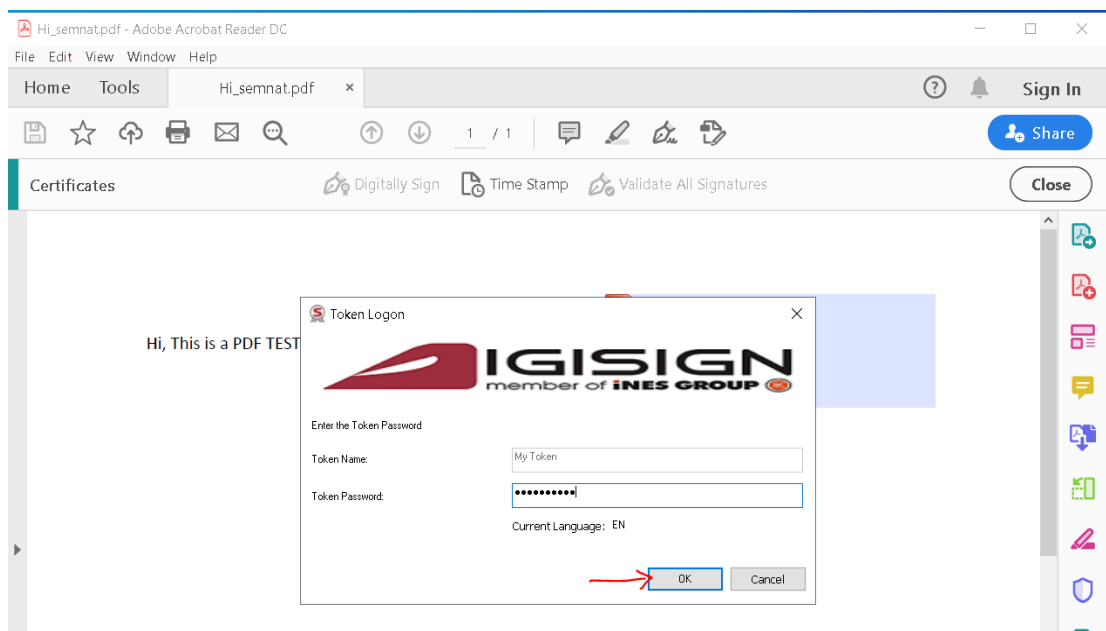 Hi_semnat.pdf - Adobe Acrobat Reader DC
File Edit View Window Help
Home Tools Hi_semnat.pdf × Sign In
1 / 1 Share
Certificates Digitally Sign Time Stamp Validate All Signatures Close
Hi, This is a PDF TEST
Token Logon
IGISIGN
member of iNES GROUP
Enter the Token Password
Token Name: My Token
Token Password: ••••••••••
Current Language: EN
OK Cancel